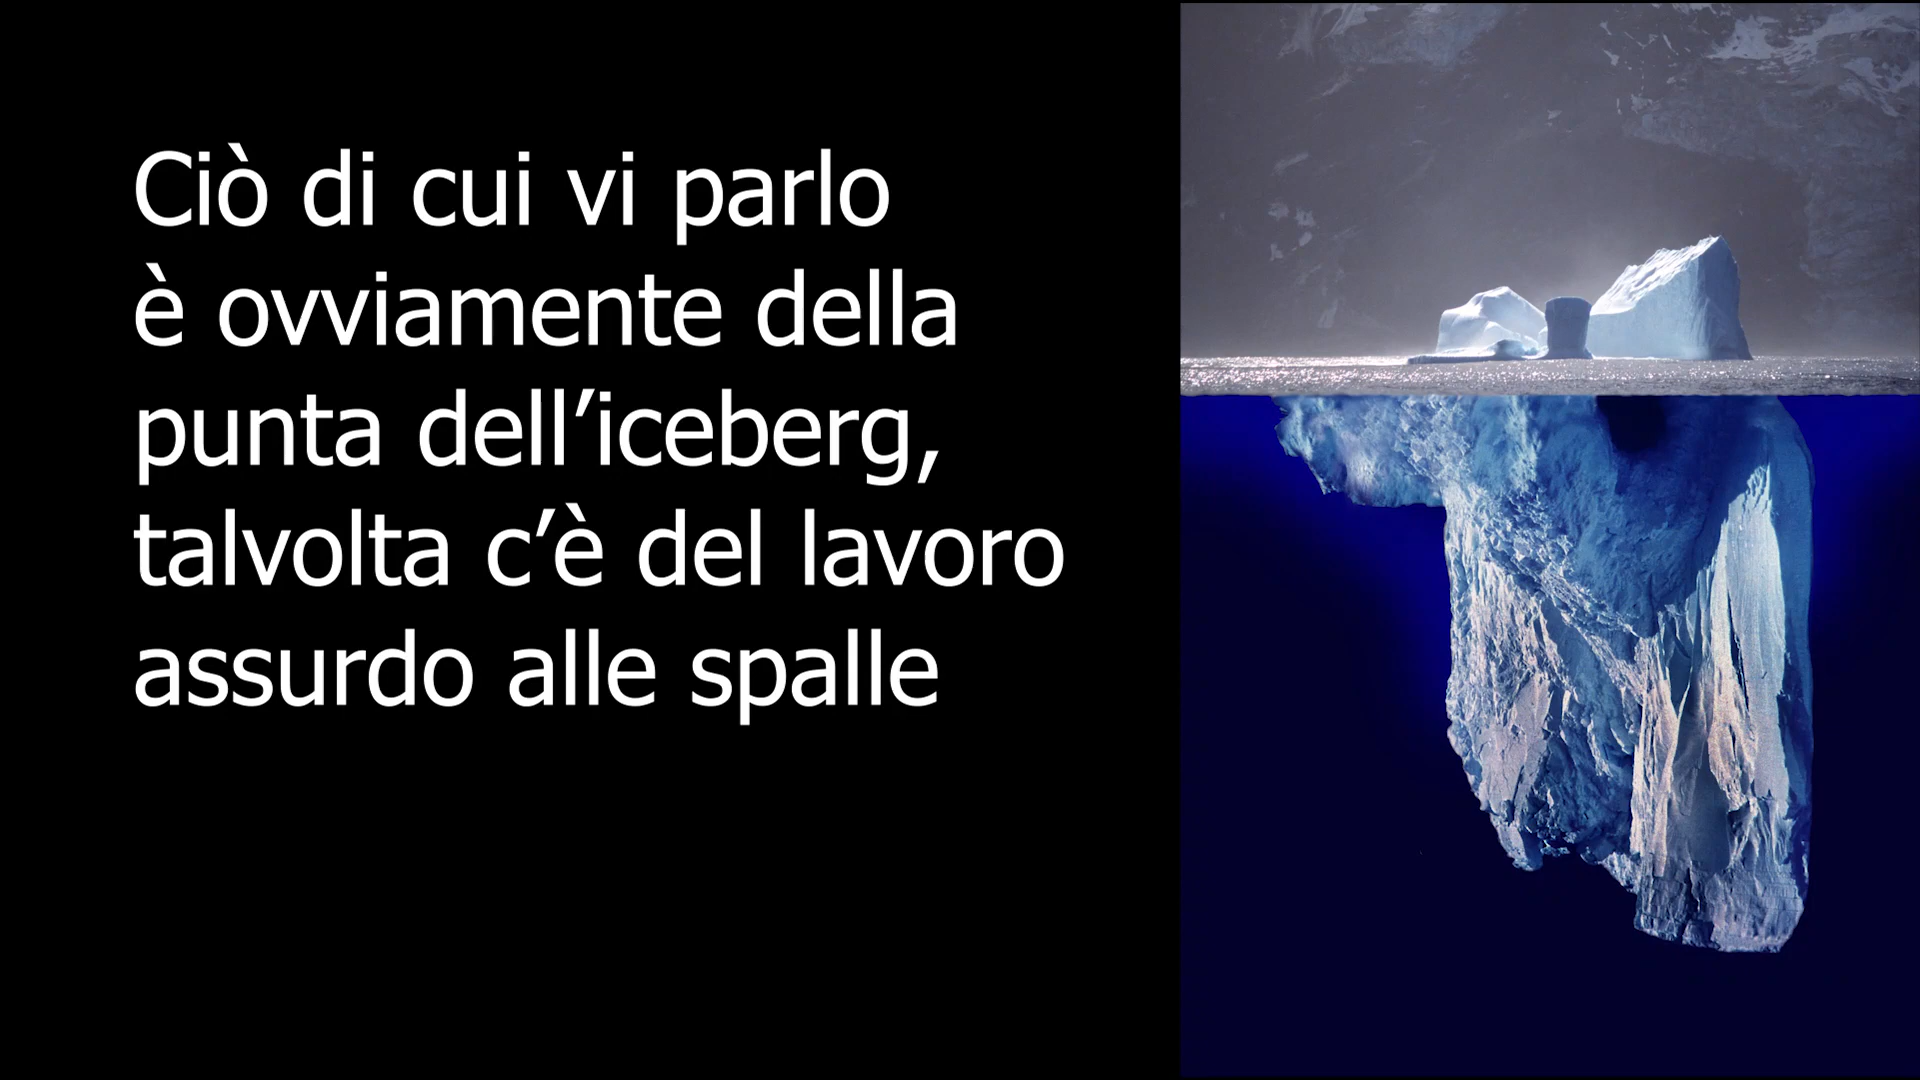 Ciò di cui vi parlo
è ovviamente della
punta dell’iceberg,
talvolta c’è del lavoro
assurdo alle spalle